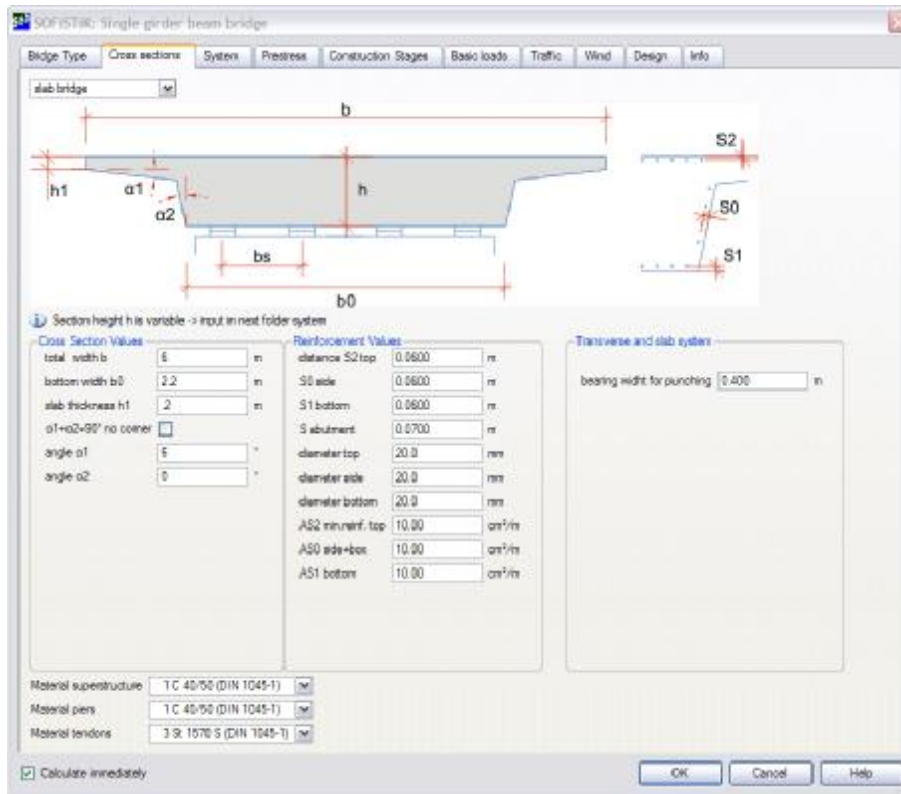 SOFiSTiK: Single girder beam bridge
Bridge Type Cross sections System Prestress Construction Stages Basic loads Traffic Wind Design Info
slab bridge
b
S2
h1 α1 h
α2 S0
bs S1
b0
Section height h is variable -> input in next folder system
Cross Section Values
total width b 6 m
bottom width b0 2.2 m
slab thickness h1 .2 m
α1+α2=90° no corner
angle α1 6 °
angle α2 0 °
Reinforcement Values
distance S2 top 0.0600 m
S0 side 0.0600 m
S1 bottom 0.0600 m
S abutment 0.0700 m
diameter top 20.0 mm
diameter side 20.0 mm
diameter bottom 20.0 mm
AS2 min.reinf. top 10.00 cm²/m
AS0 side+box 10.00 cm²/m
AS1 bottom 10.00 cm²/m
Transverse and slab system
bearing widht for punching 0.400 m
Material superstructure 1 C 40/50 (DIN 1045-1)
Material piers 1 C 40/50 (DIN 1045-1)
Material tendons 3 St 1570 S (DIN 1045-1)
Calculate immediately OK Cancel Help